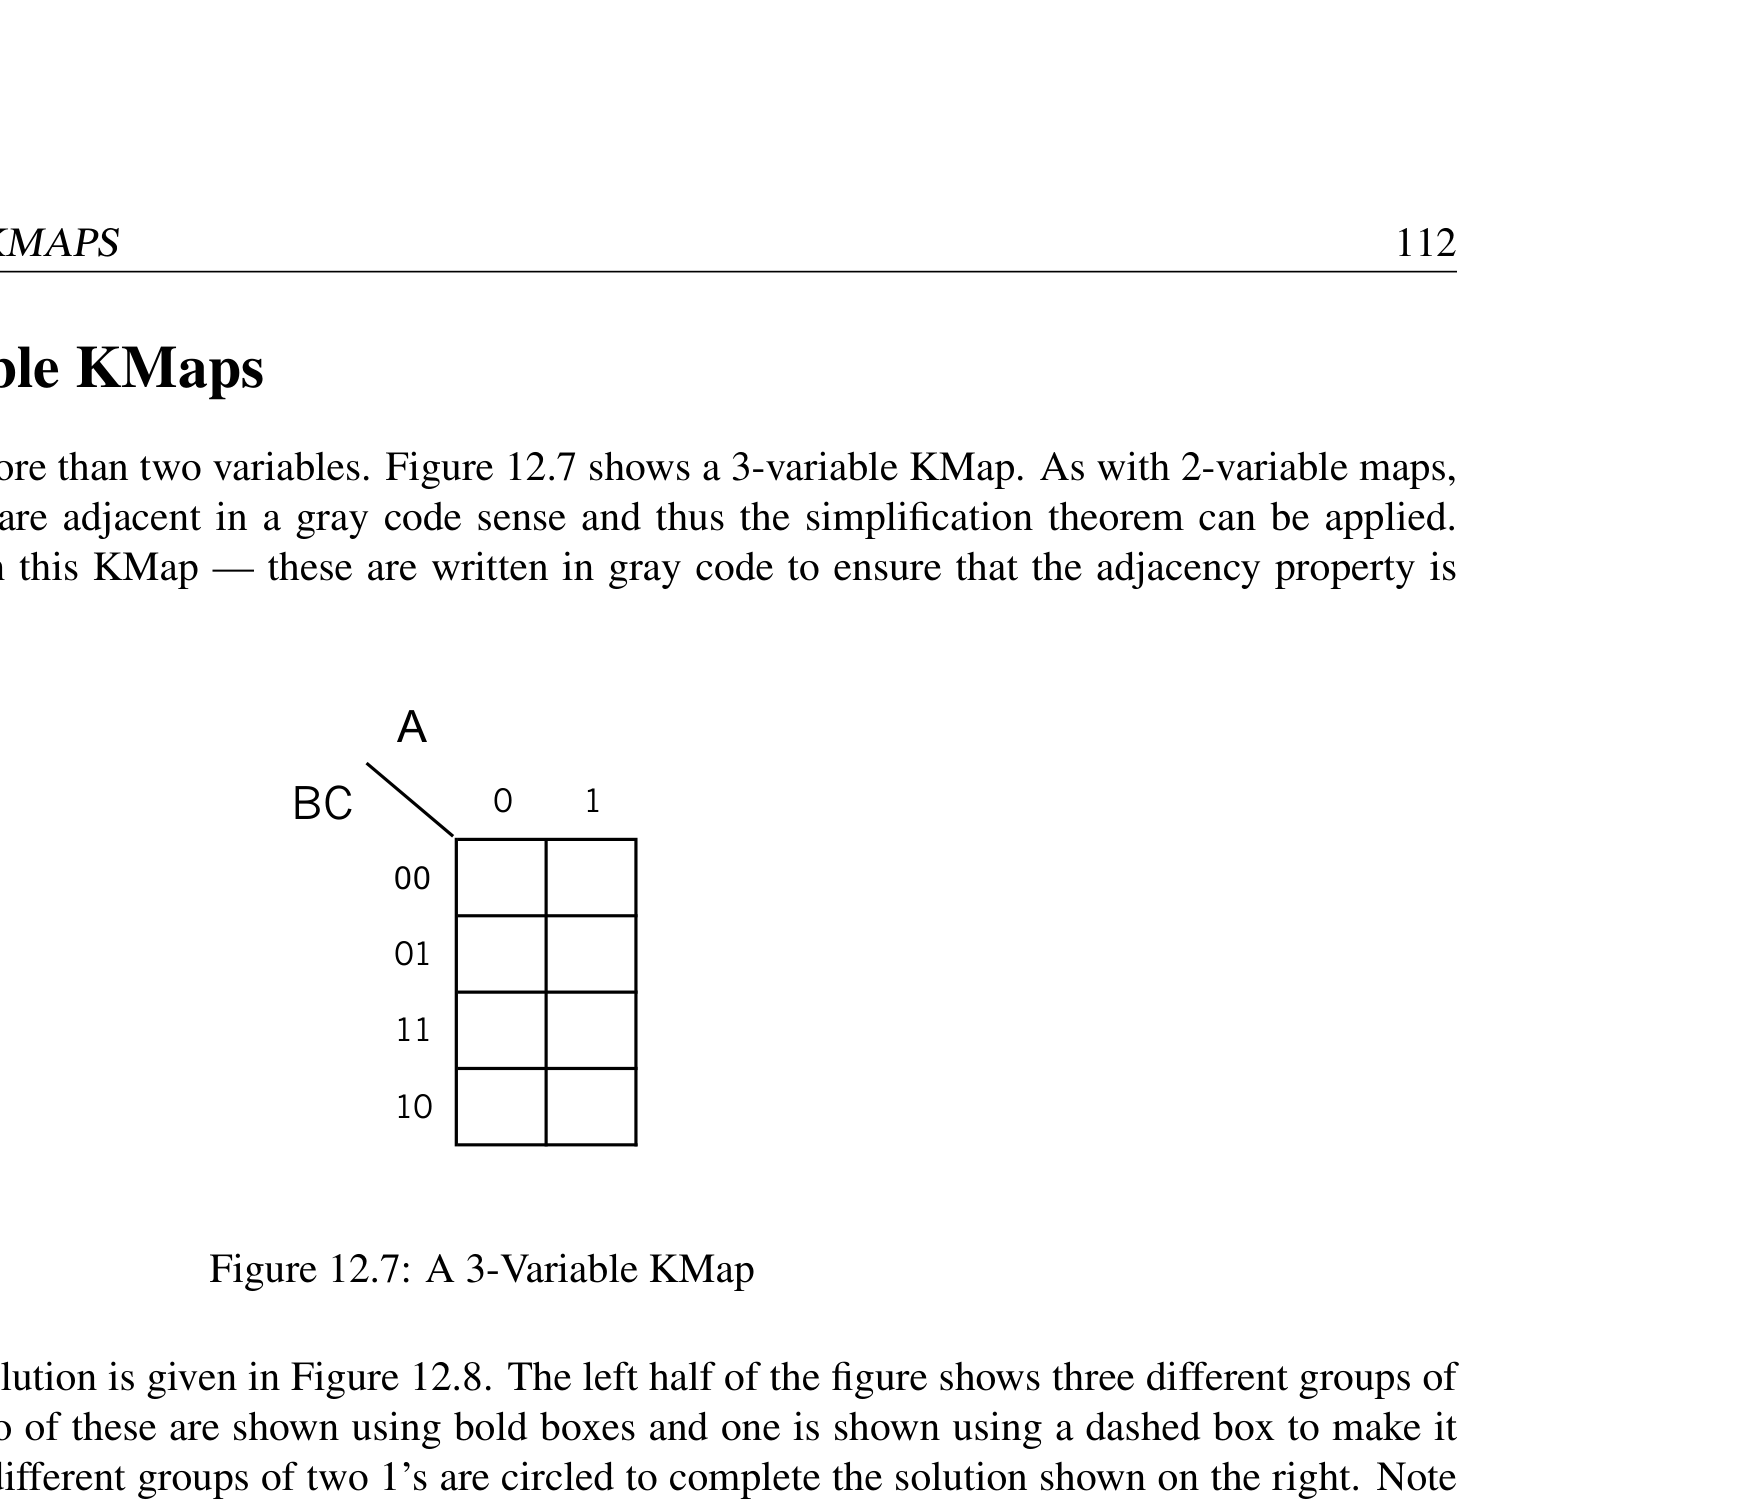 KMAPS 112
ble KMaps
ore than two variables. Figure 12.7 shows a 3-variable KMap. As with 2-variable maps,
are adjacent in a gray code sense and thus the simplification theorem can be applied.
this KMap — these are written in gray code to ensure that the adjacency property is
A
BC 0 1
00
01
11
10
Figure 12.7: A 3-Variable KMap
lution is given in Figure 12.8. The left half of the figure shows three different groups of
o of these are shown using bold boxes and one is shown using a dashed box to make it
different groups of two 1's are circled to complete the solution shown on the right. Note